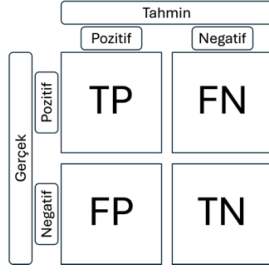 Tahmin
Pozitif Negatif
Gerçek
Pozitif
TP FN
Negatif
FP TN